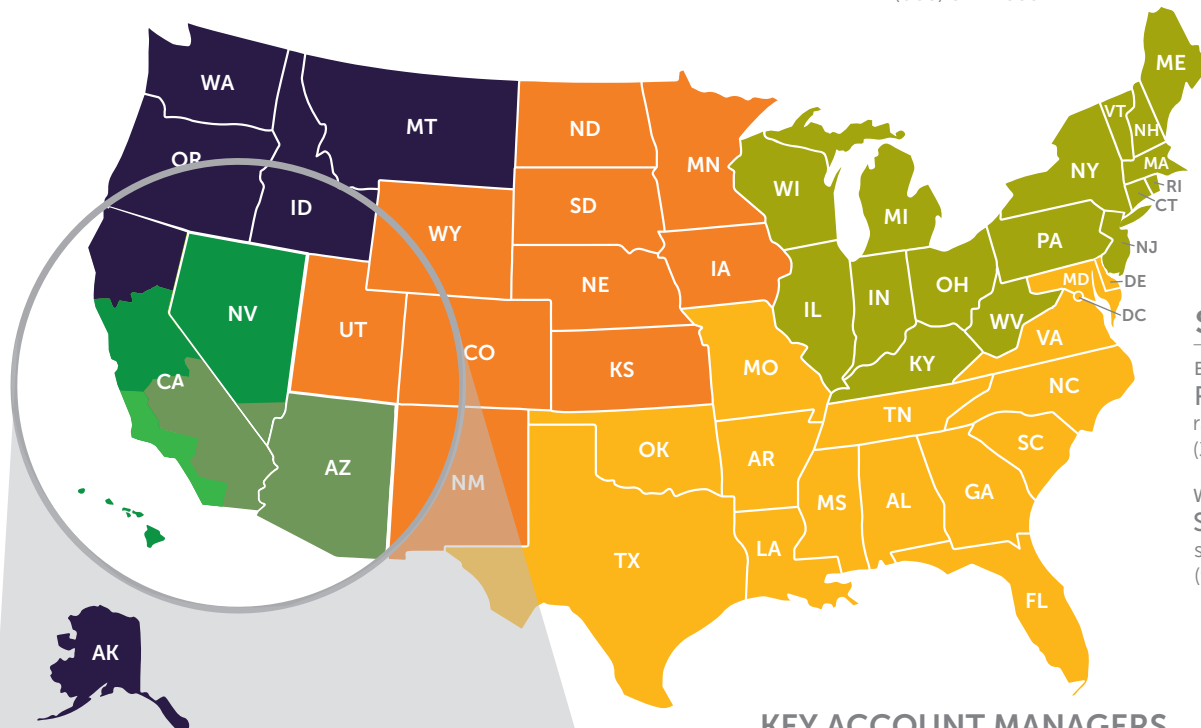 ME
WA
VT
MT
ND
NH
OR
MN
MA
NY
WI
RI
CT
ID
SD
MI
WY
PA
NJ
IA
MD
DE
NE
OH
IN
NV
IL
DC
WV
UT
VA
CO
KY
KS
MO
CA
NC
TN
SC
OK
AR
AZ
NM
GA
MS
AL
LA
TX
FL
AK
KEY ACCOUNT MANAGERS